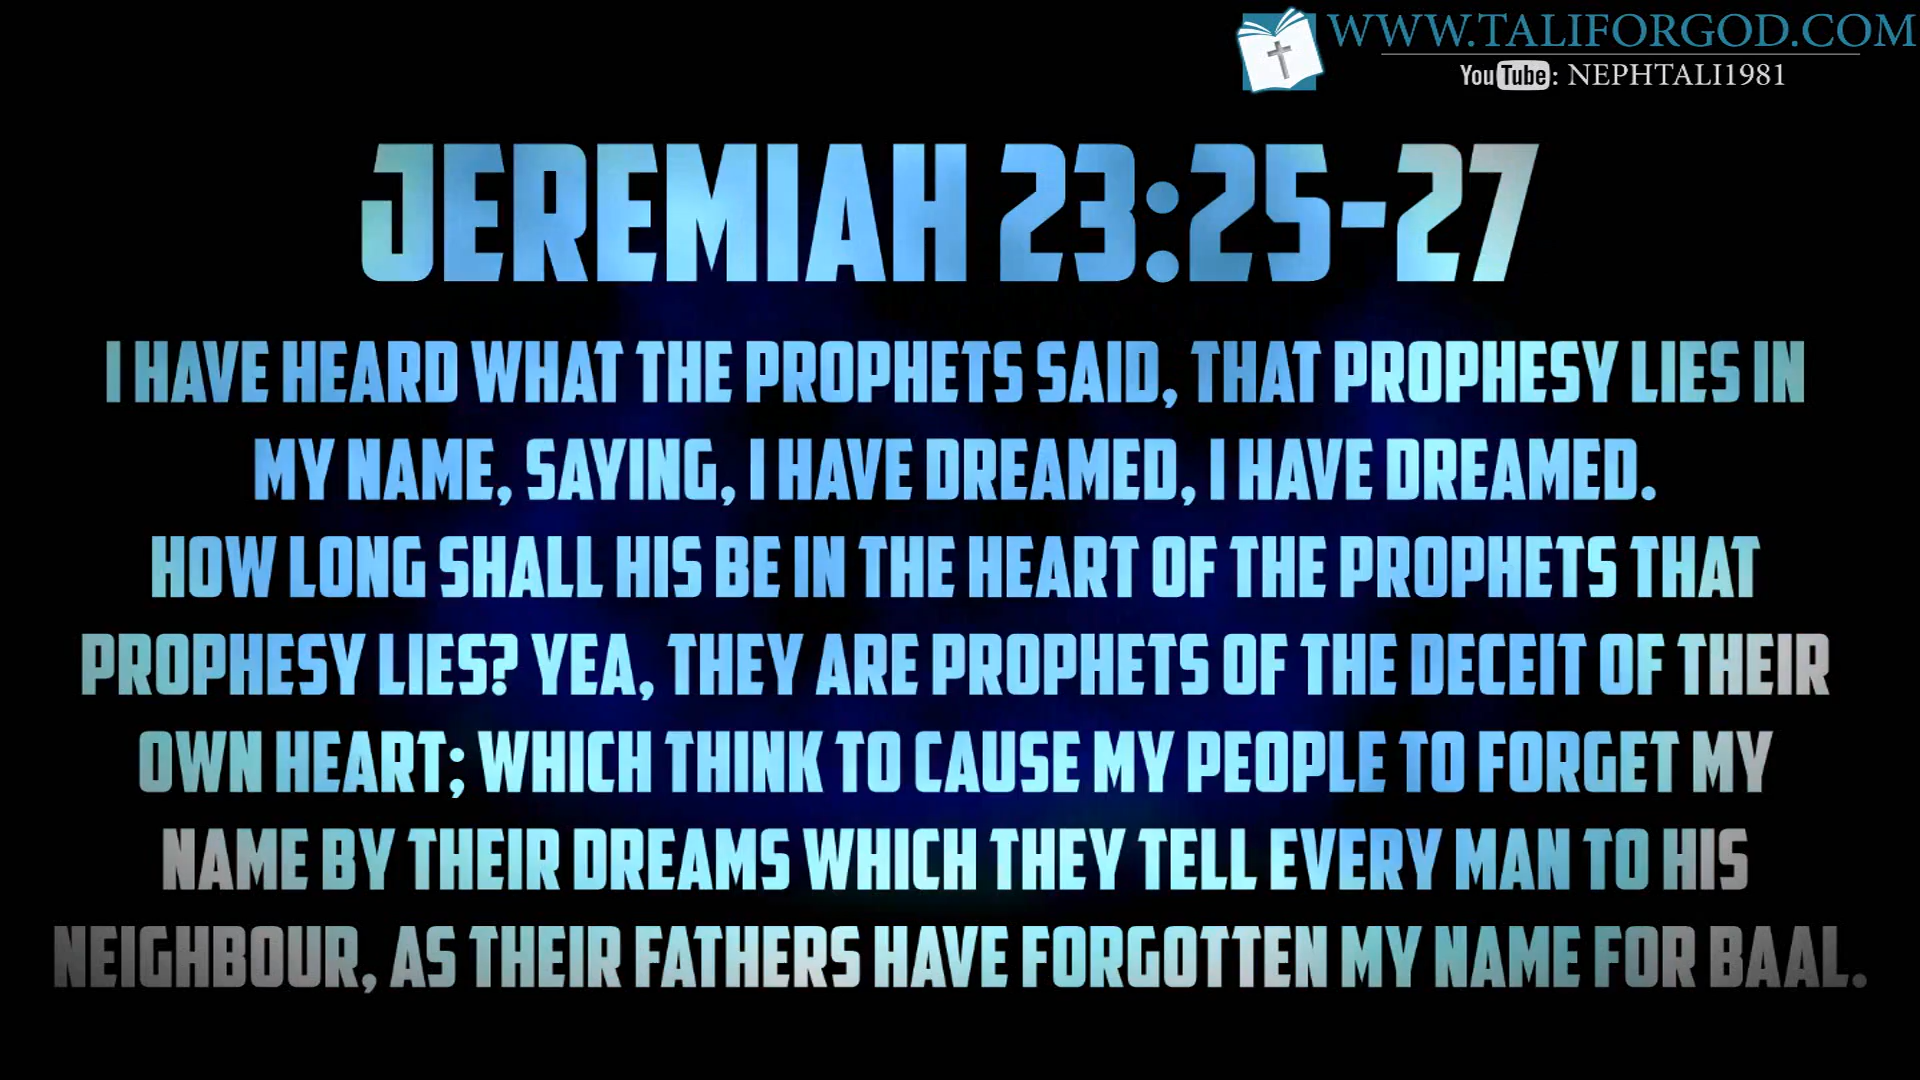 WWW.TALIFORGOD.COM
YouTube: NEPHTALI1981
JEREMIAH 23:25-27
I HAVE HEARD WHAT THE PROPHETS SAID, THAT PROPHESY LIES IN
MY NAME, SAYING, I HAVE DREAMED, I HAVE DREAMED.
HOW LONG SHALL HIS BE IN THE HEART OF THE PROPHETS THAT
PROPHESY LIES? YEA, THEY ARE PROPHETS OF THE DECEIT OF THEIR
OWN HEART; WHICH THINK TO CAUSE MY PEOPLE TO FORGET MY
NAME BY THEIR DREAMS WHICH THEY TELL EVERY MAN TO HIS
NEIGHBOUR, AS THEIR FATHERS HAVE FORGOTTEN MY NAME FOR BAAL.